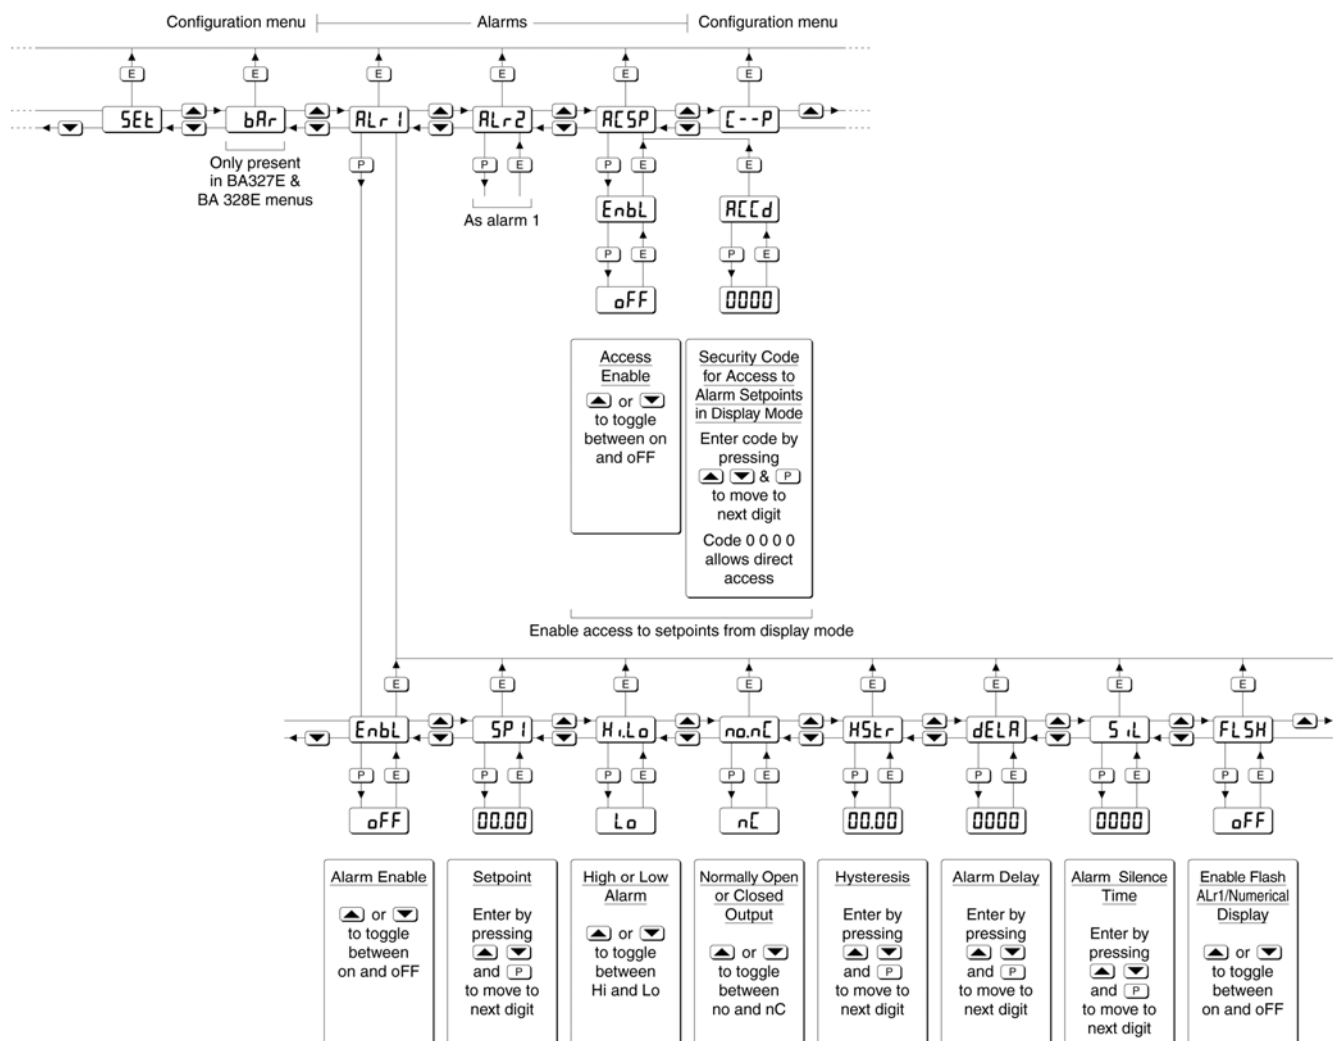 Configuration menu Alarms Configuration menu
E E E E E E
SEt bAr ALr1 ALr2 ACSP C--P
Only present
in BA327E &
BA 328E menus
P P E P E E
As alarm 1
EnbL ACCd
P E P E
oFF 0000
Access
Enable
or
to toggle
between on
and oFF
Security Code
for Access to
Alarm Setpoints
in Display Mode
Enter code by
pressing
& P
to move to
next digit
Code 0 0 0 0
allows direct
access
Enable access to setpoints from display mode
E E E E E E E E
EnbL SP1 Hi.Lo no.nC HStr dELA SiL FLSH
P E P E P E P E P E P E P E P E
oFF 00.00 Lo nC 00.00 0000 0000 oFF
Alarm Enable
or
to toggle
between
on and oFF
Setpoint
Enter by
pressing
and P
to move to
next digit
High or Low
Alarm
or
to toggle
between
Hi and Lo
Normally Open
or Closed
Output
or
to toggle
between
no and nC
Hysteresis
Enter by
pressing
and P
to move to
next digit
Alarm Delay
Enter by
pressing
and P
to move to
next digit
Alarm Silence
Time
Enter by
pressing
and P
to move to
next digit
Enable Flash
ALr1/Numerical
Display
or
to toggle
between
on and oFF